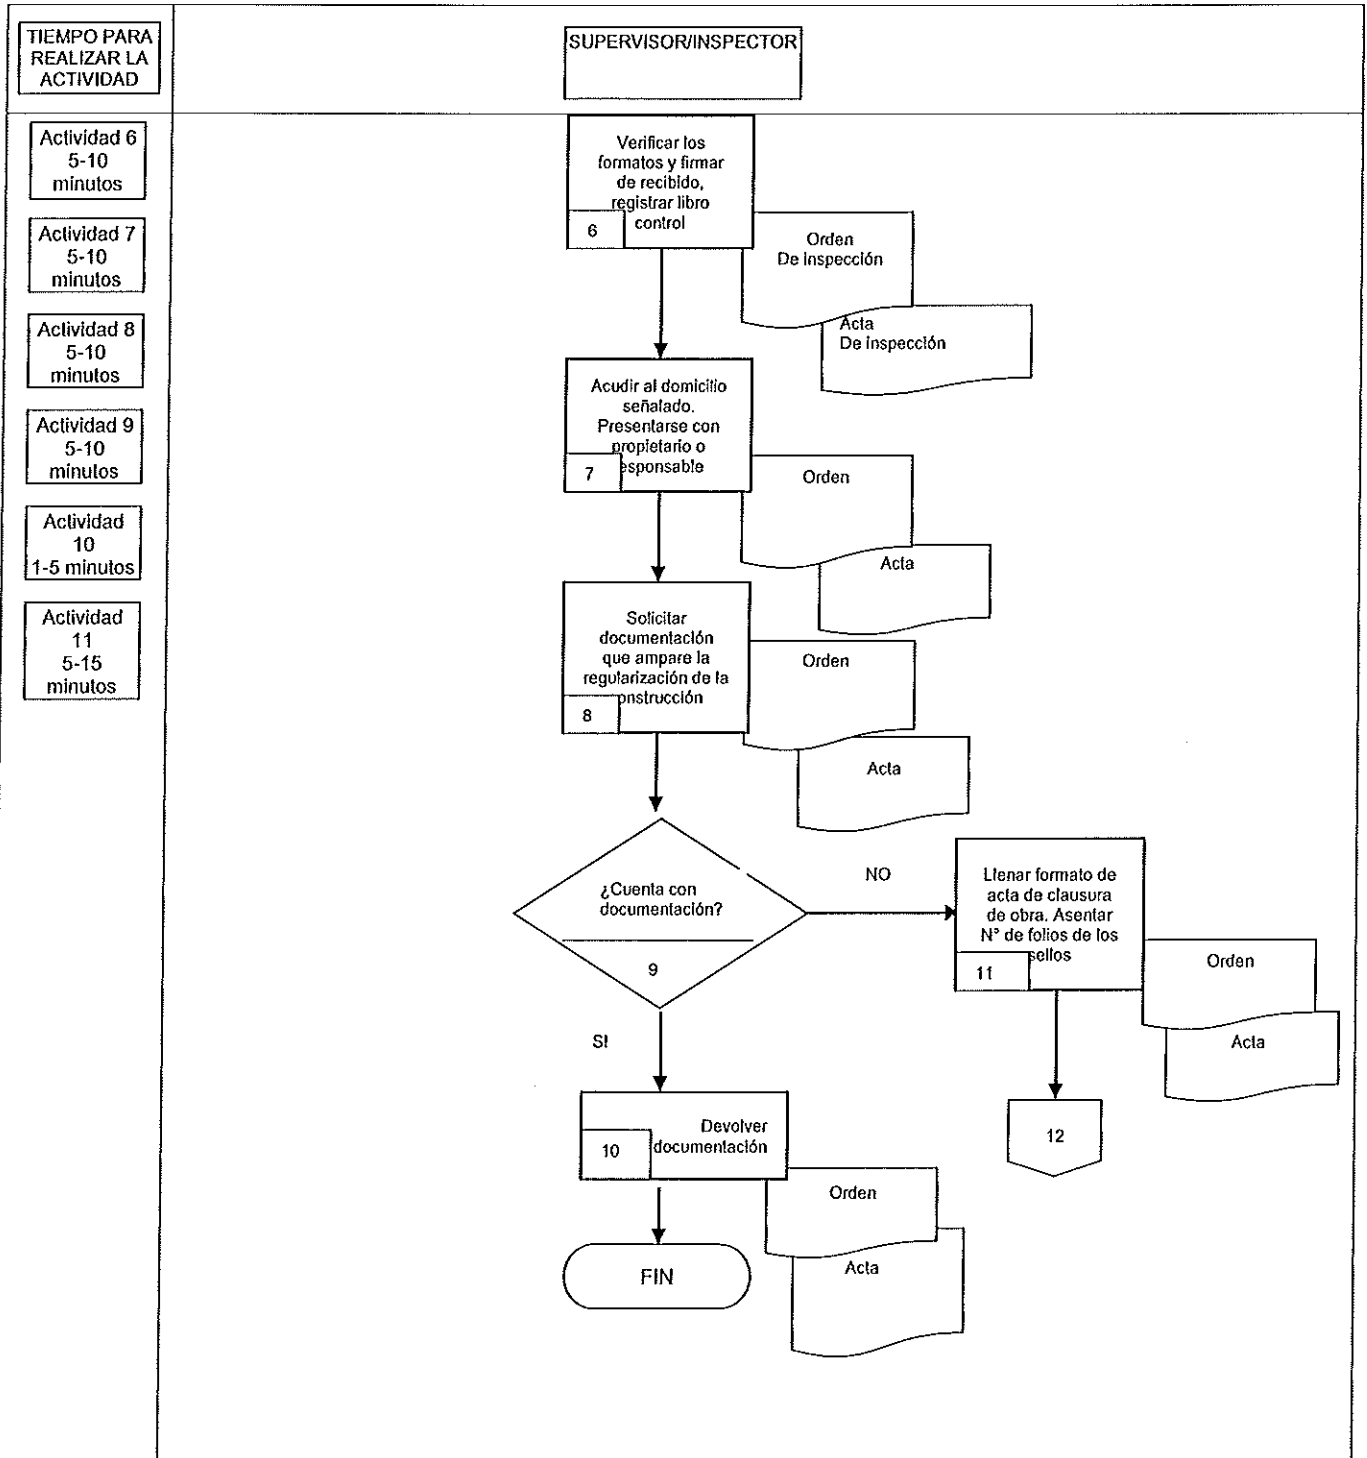 TIEMPO PARA
REALIZAR LA
ACTIVIDAD
SUPERVISOR/INSPECTOR
Actividad 6
5-10
minutos
Actividad 7
5-10
minutos
Actividad 8
5-10
minutos
Actividad 9
5-10
minutos
Actividad
10
1-5 minutos
Actividad
11
5-15
minutos
Verificar los
formatos y firmar
de recibido,
registrar libro
control
6
Orden
De inspección
Acta
De inspección
Acudir al domicilio
señalado.
Presentarse con
propietario o
esponsable
7
Orden
Acta
Solicitar
documentación
que ampare la
regularización de la
onstrucción
8
Orden
Acta
¿Cuenta con
documentación?
9
NO
SI
Llenar formato de
acta de clausura
de obra. Asentar
N° de folios de los
sellos
11
Orden
Acta
12
Devolver
documentación
10
Orden
Acta
FIN